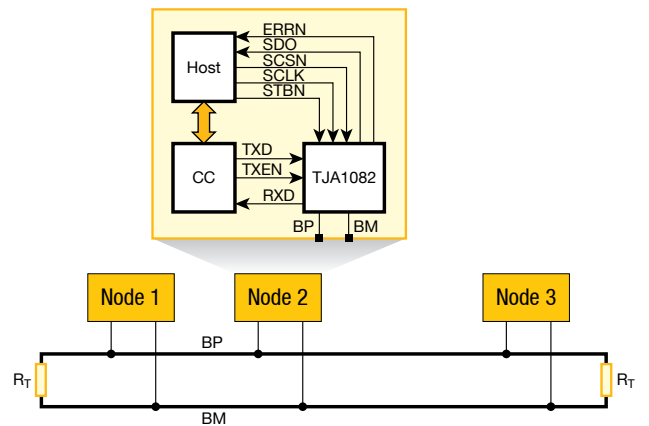 ERRN
SDO
SCSN
SCLK
STBN
Host
CC
TXD
TXEN
RXD
TJA1082
BP
BM
Node 1
Node 2
Node 3
BP
RT
RT
BM